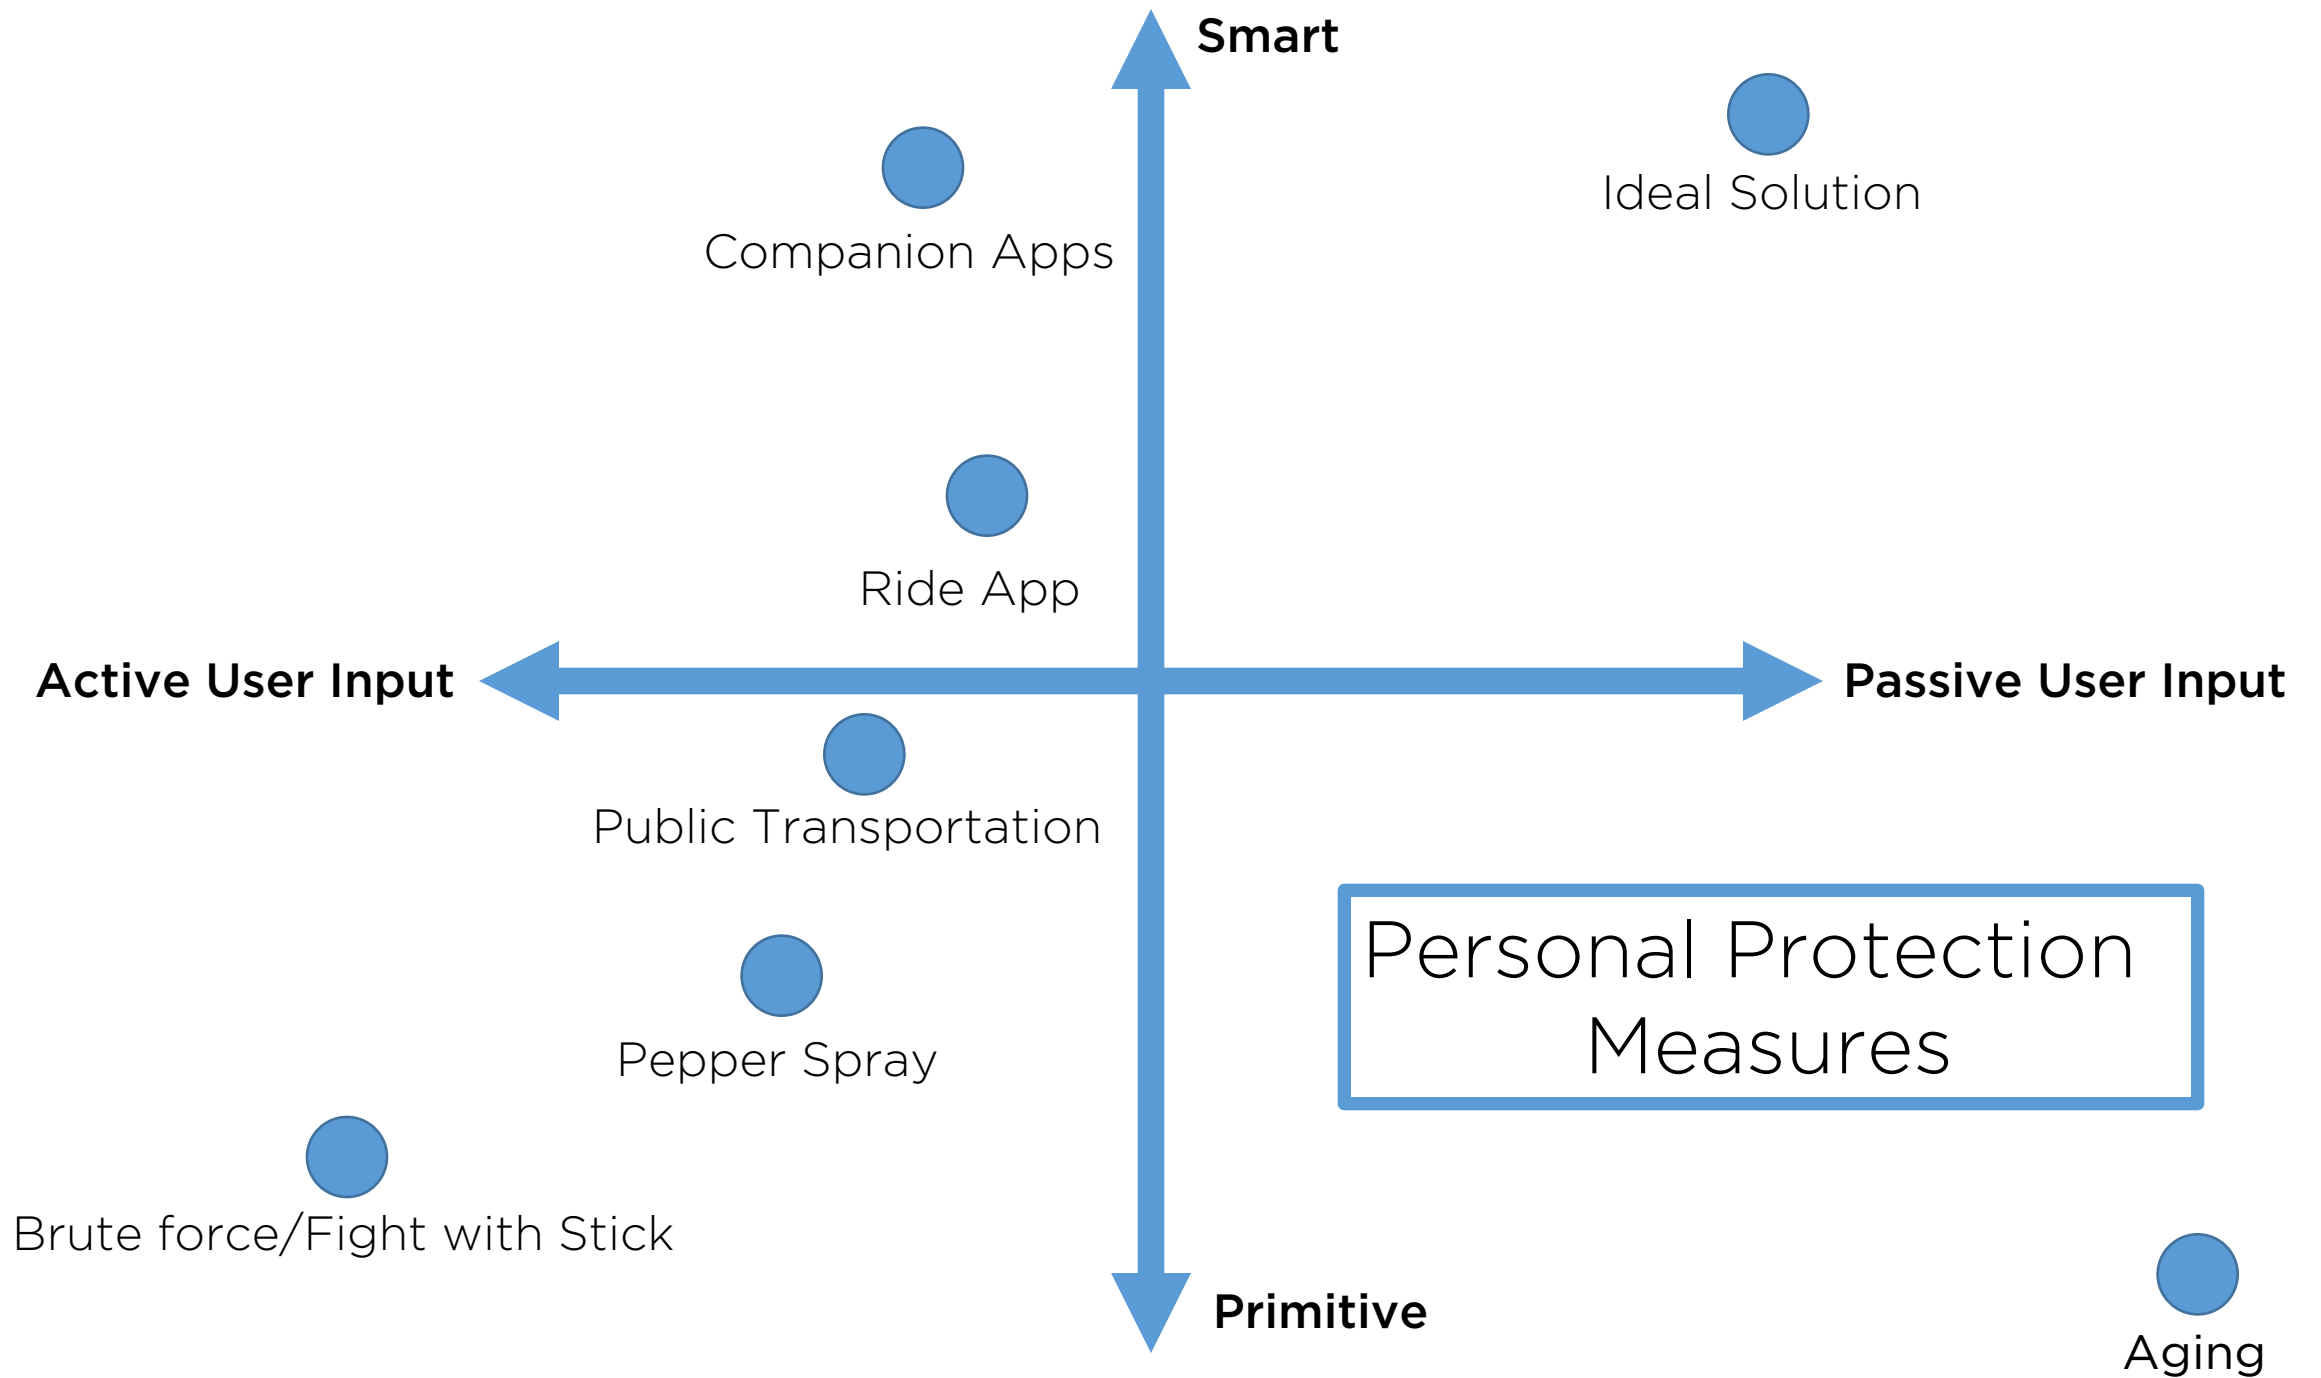 Smart
Ideal Solution
Companion Apps
Ride App
Active User Input
Passive User Input
Public Transportation
Personal Protection
Measures
Pepper Spray
Brute force/Fight with Stick
Primitive
Aging